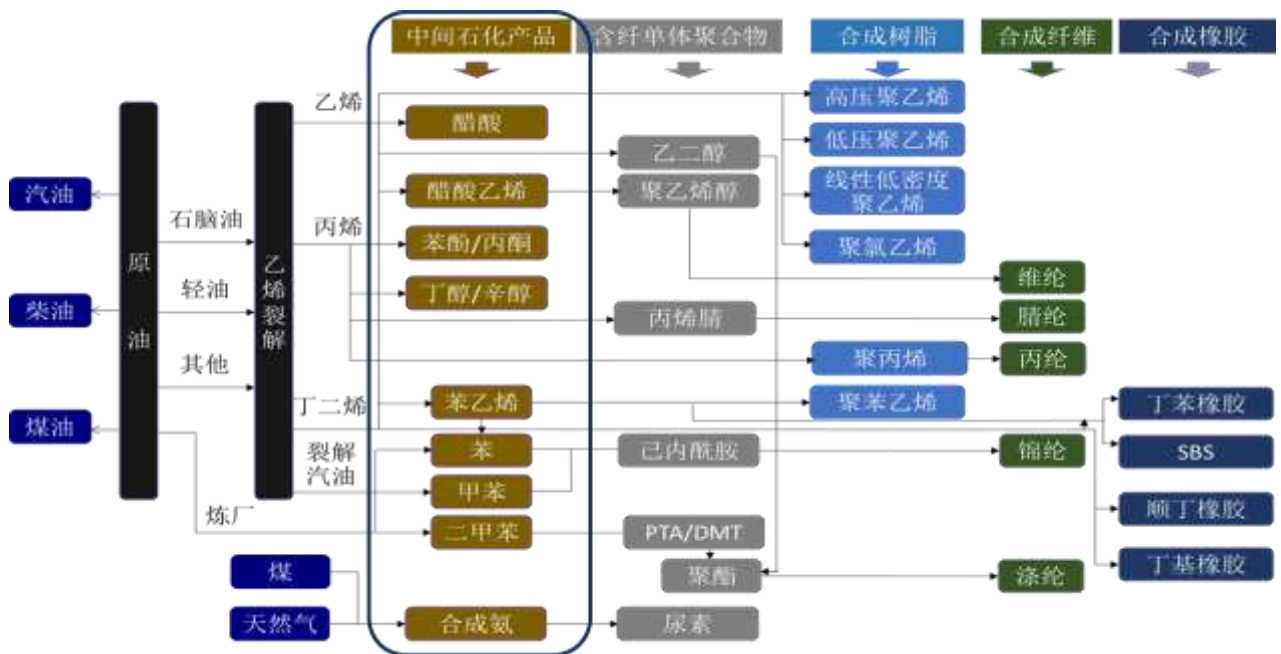 中间石化产品
含纤单体聚合物
合成树脂
合成纤维
合成橡胶
乙烯
高压聚乙烯
醋酸
低压聚乙烯
乙二醇
汽油
醋酸乙烯
聚乙烯醇
线性低密度
聚乙烯
石脑油
丙烯
苯酚/丙酮
聚氯乙烯
原油
乙烯裂解
轻油
丁醇/辛醇
维纶
柴油
丙烯腈
腈纶
其他
聚丙烯
丙纶
丁二烯
苯乙烯
聚苯乙烯
丁苯橡胶
煤油
裂解
汽油
苯
己内酰胺
锦纶
SBS
甲苯
炼厂
顺丁橡胶
二甲苯
PTA/DMT
丁基橡胶
煤
聚酯
涤纶
天然气
合成氨
尿素